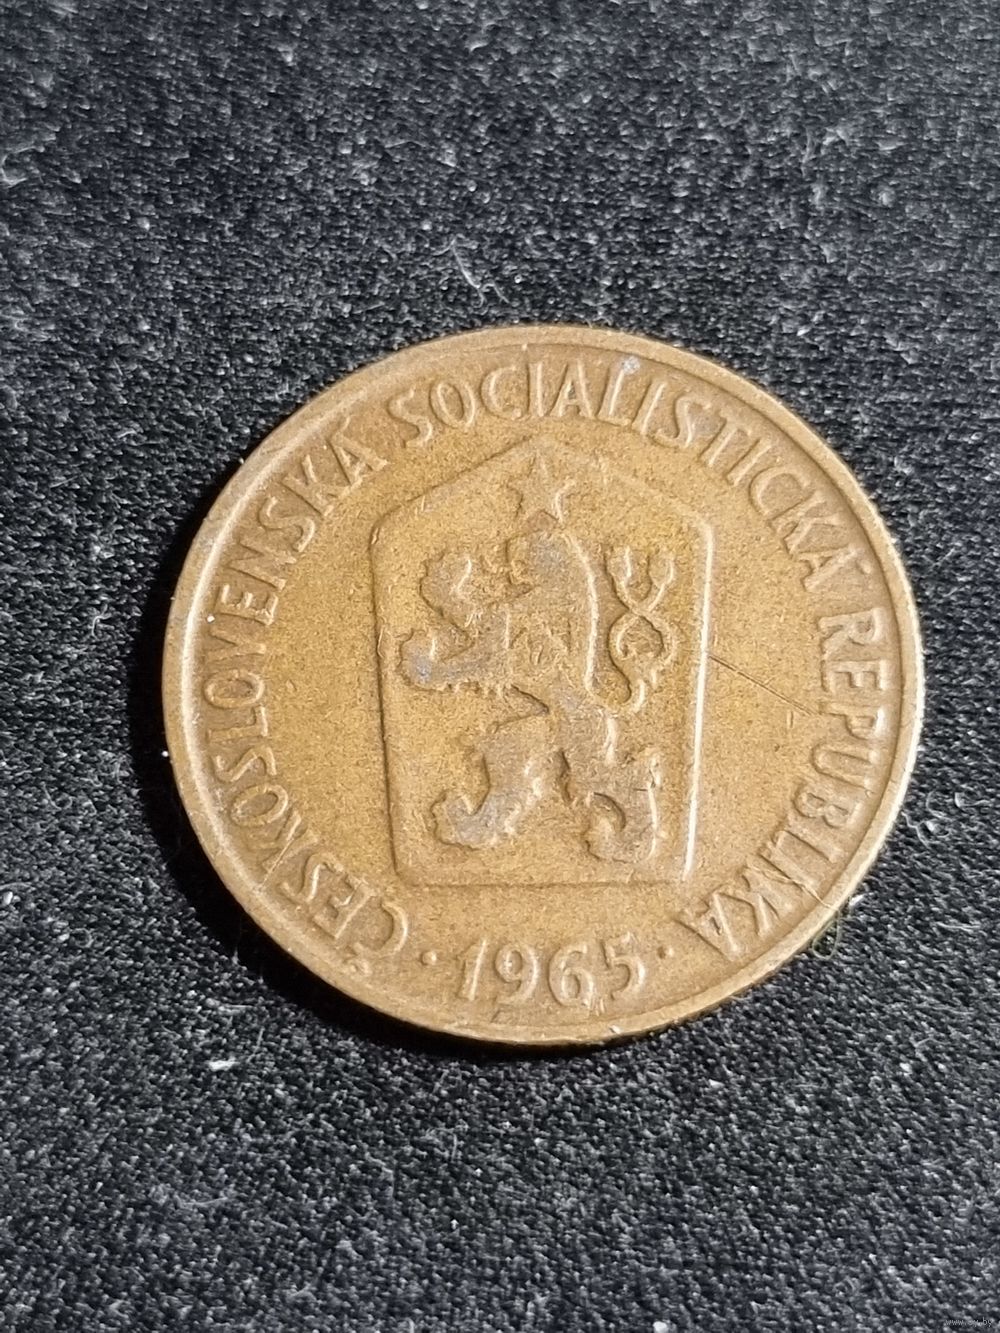 ČESKOSLOVENSKÁ SOCIALISTICKÁ REPUBLIKA
· 1965 ·